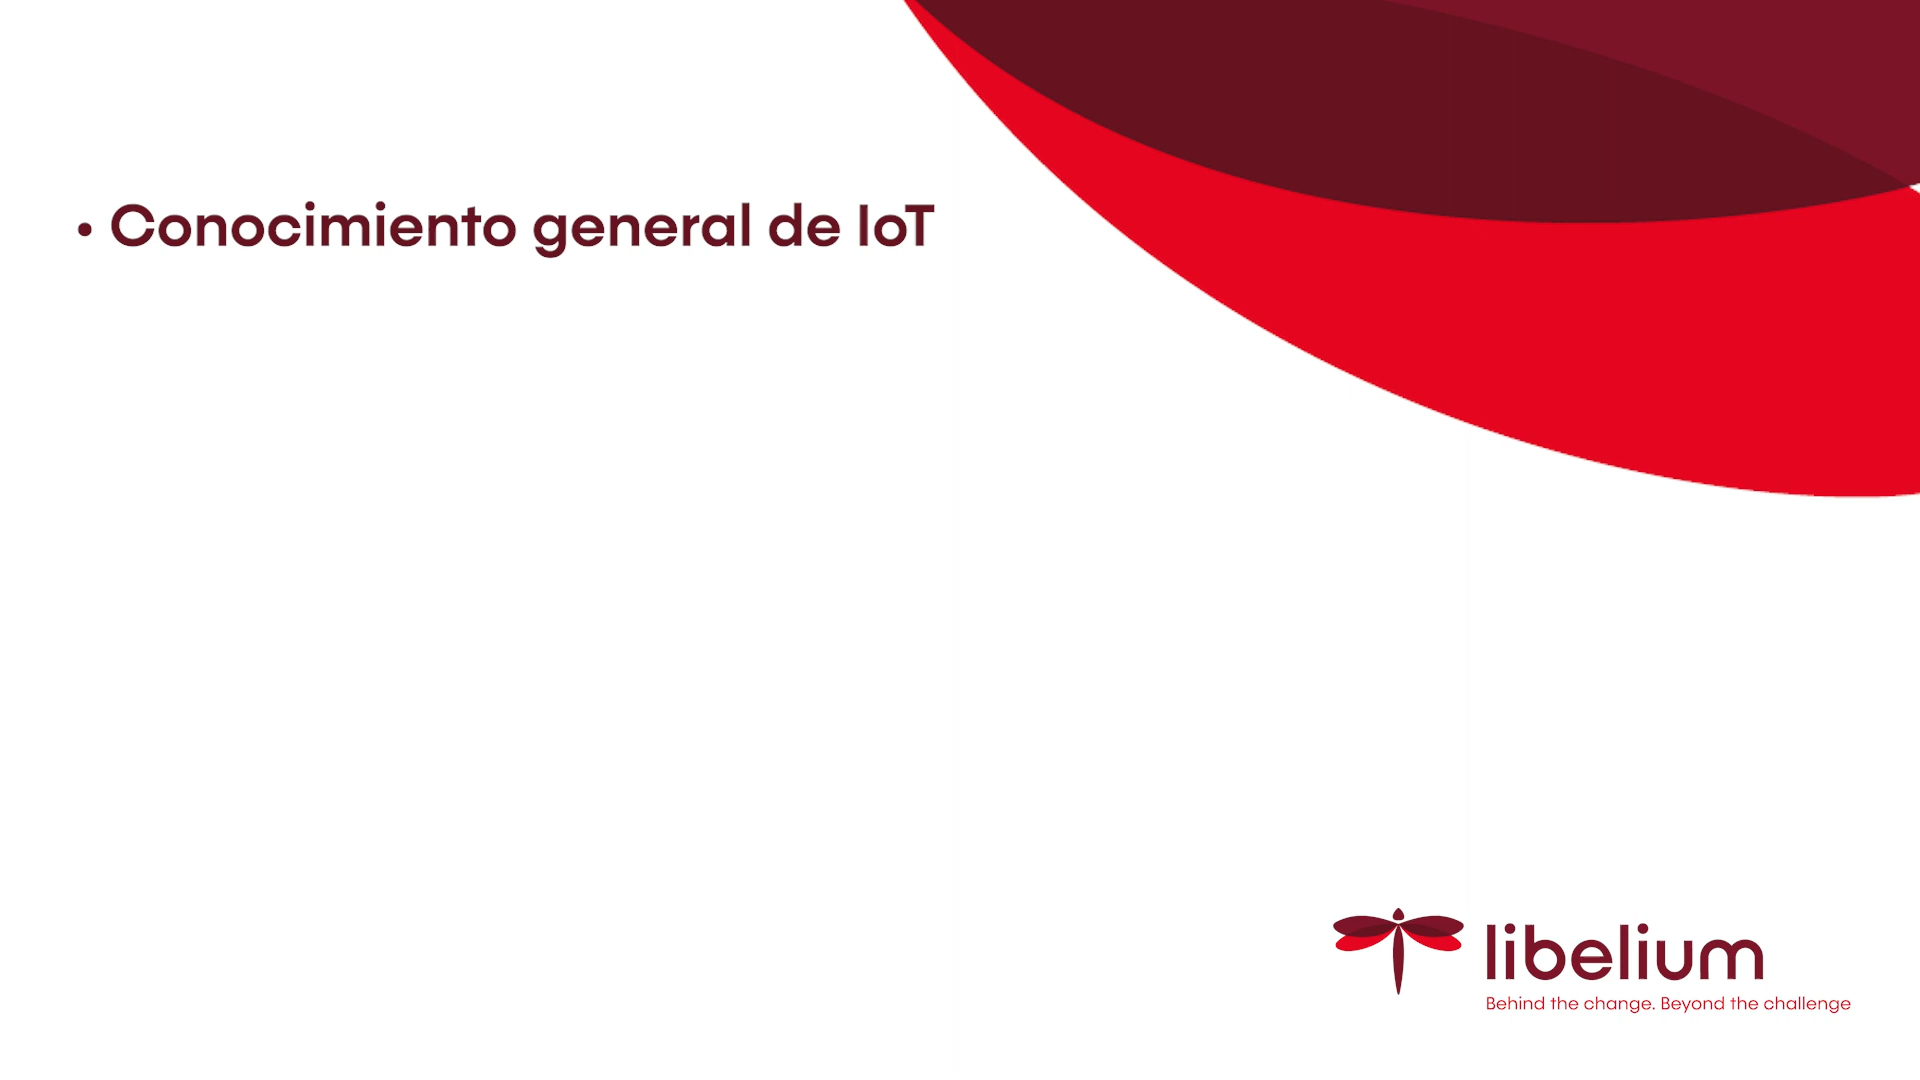 • Conocimiento general de IoT
libelium
Behind the change. Beyond the challenge